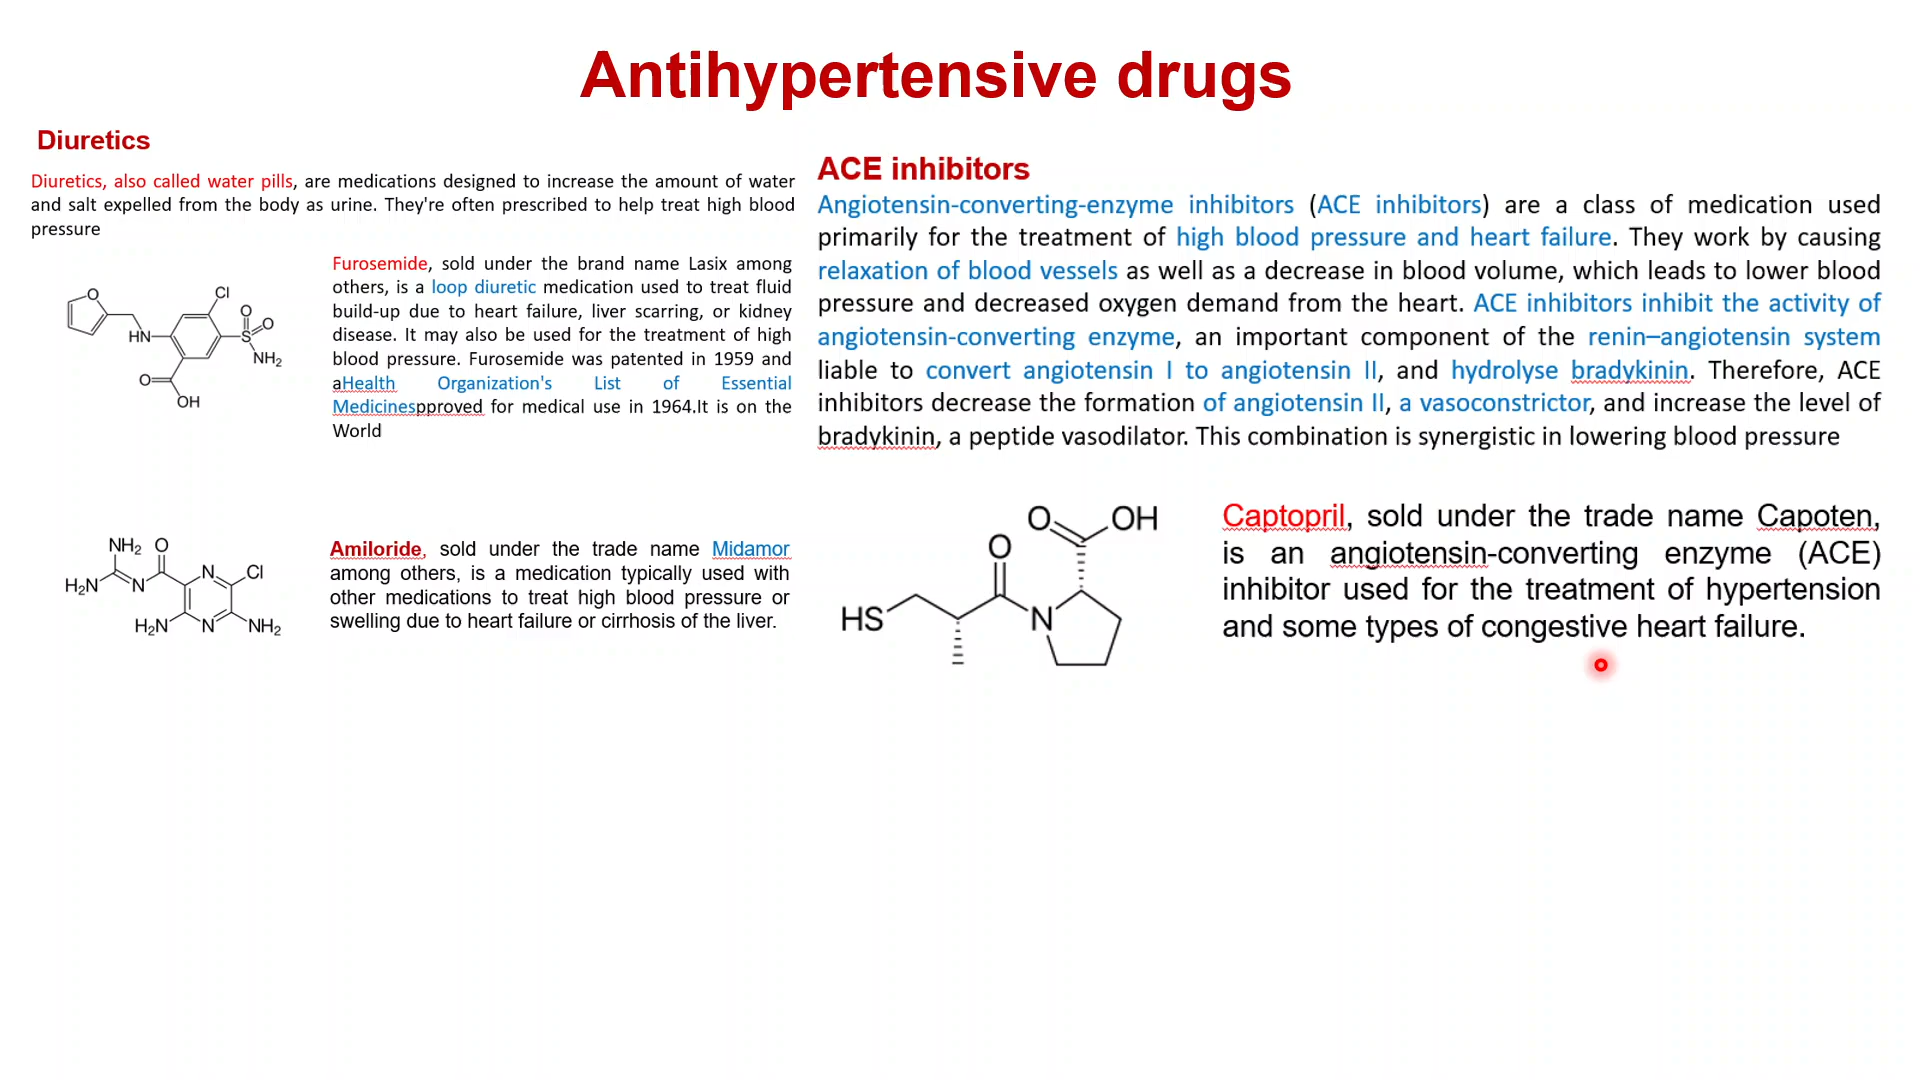 Antihypertensive drugs
Diuretics
Diuretics, also called water pills, are medications designed to increase the amount of water
and salt expelled from the body as urine. They're often prescribed to help treat high blood
pressure
Furosemide, sold under the brand name Lasix among
others, is a loop diuretic medication used to treat fluid
build-up due to heart failure, liver scarring, or kidney
disease. It may also be used for the treatment of high
blood pressure. Furosemide was patented in 1959 and
aHealth Organization's List of Essential
Medicinespproved for medical use in 1964.It is on the
World
O
Cl
HN
O
O
S
NH2
O
OH
Amiloride, sold under the trade name Midamor
among others, is a medication typically used with
other medications to treat high blood pressure or
swelling due to heart failure or cirrhosis of the liver.
NH2 O
H2N N N Cl
H2N N NH2
ACE inhibitors
Angiotensin-converting-enzyme inhibitors (ACE inhibitors) are a class of medication used
primarily for the treatment of high blood pressure and heart failure. They work by causing
relaxation of blood vessels as well as a decrease in blood volume, which leads to lower blood
pressure and decreased oxygen demand from the heart. ACE inhibitors inhibit the activity of
angiotensin-converting enzyme, an important component of the renin–angiotensin system
liable to convert angiotensin I to angiotensin II, and hydrolyse bradykinin. Therefore, ACE
inhibitors decrease the formation of angiotensin II, a vasoconstrictor, and increase the level of
bradykinin, a peptide vasodilator. This combination is synergistic in lowering blood pressure
O OH
O
HS N
Captopril, sold under the trade name Capoten,
is an angiotensin-converting enzyme (ACE)
inhibitor used for the treatment of hypertension
and some types of congestive heart failure.